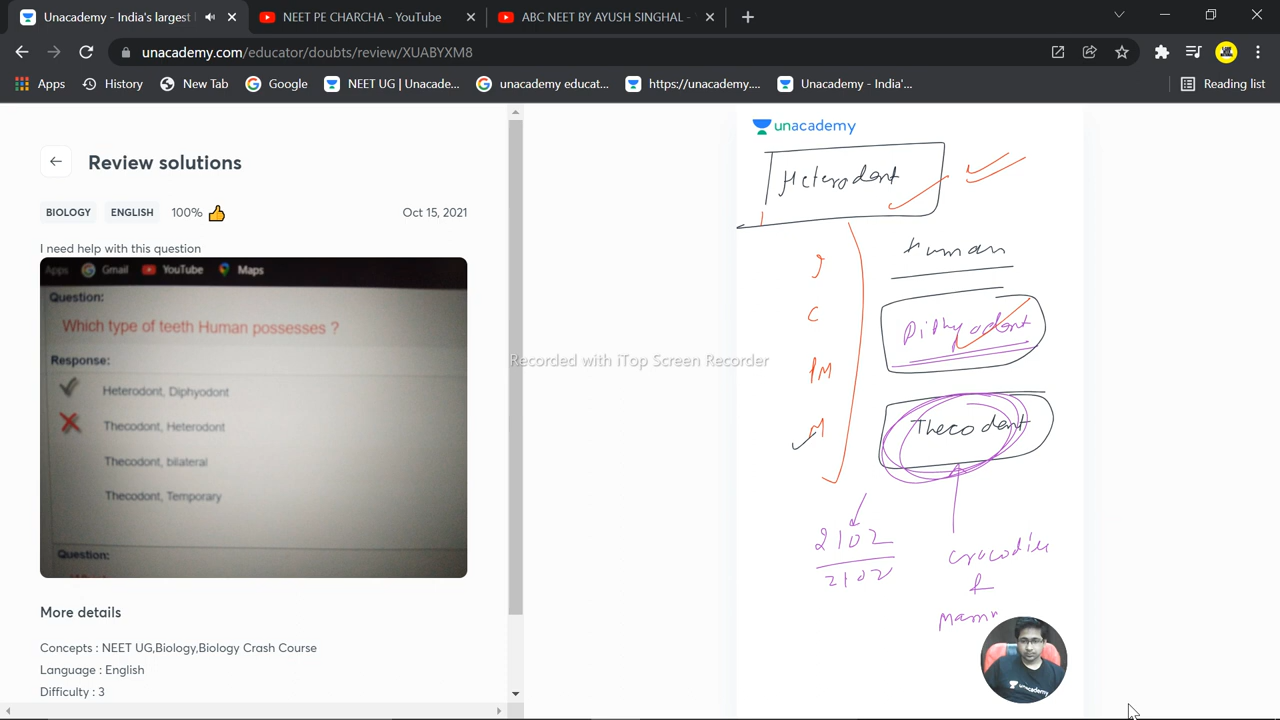 Unacademy - India's largest
NEET PE CHARCHA - YouTube
ABC NEET BY AYUSH SINGHAL -
unacademy.com/educator/doubts/review/XUABYXM8
Apps
History
New Tab
Google
NEET UG | Unacade...
unacademy educat...
https://unacademy....
Unacademy - India ...
Reading list
Review solutions
BIOLOGY
ENGLISH
100%
Oct 15, 2021
I need help with this question
Apps
Gmail
YouTube
Maps
Question:
Which type of teeth Human possesses ?
Response:
Heterodont, Diphyodont
Thecodont, Heterodont
Thecodont, bilateral
Thecodont, Temporary
Question:
More details
Concepts : NEET UG,Biology,Biology Crash Course
Language : English
Difficulty : 3
Recorded with iTop Screen Recorder
unacademy
Heterodont
Human
I
C
PM
M
Diphyodont
Thecodent
2102
2102
Crocodile
&
Mamm
unacademy